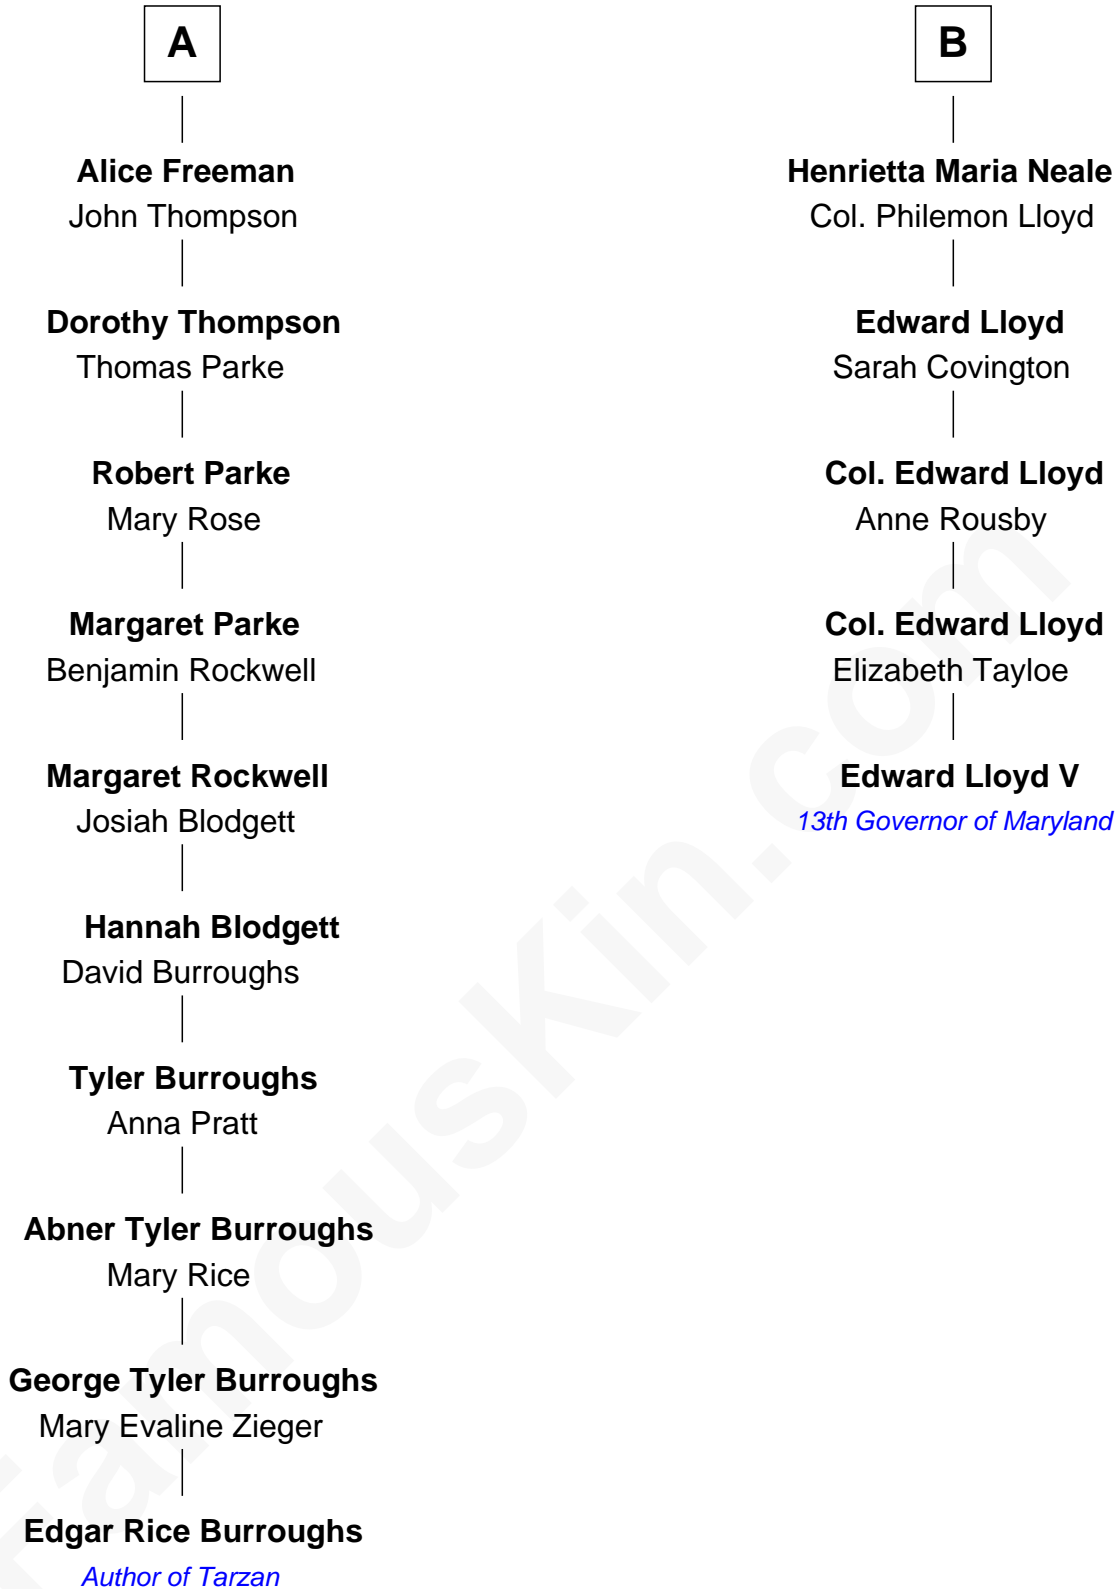 A
Alice Freeman
John Thompson
Dorothy Thompson
Thomas Parke
Robert Parke
Mary Rose
Margaret Parke
Benjamin Rockwell
Margaret Rockwell
Josiah Blodgett
Hannah Blodgett
David Burroughs
Tyler Burroughs
Anna Pratt
Abner Tyler Burroughs
Mary Rice
George Tyler Burroughs
Mary Evaline Zieger
Edgar Rice Burroughs
Author of Tarzan
B
Henrietta Maria Neale
Col. Philemon Lloyd
Edward Lloyd
Sarah Covington
Col. Edward Lloyd
Anne Rousby
Col. Edward Lloyd
Elizabeth Tayloe
Edward Lloyd V
13th Governor of Maryland
FamousKin.com